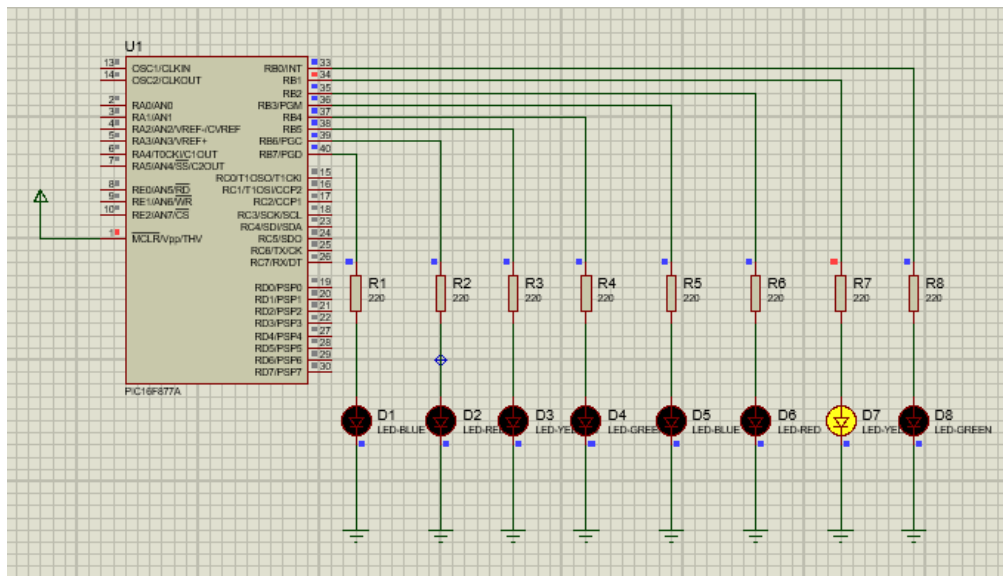 U1
13 OSC1/CLKIN RB0/INT 33
14 OSC2/CLKOUT RB1 34
RB2 35
2 RA0/AN0 RB3/PGM 36
3 RA1/AN1 RB4 37
4 RA2/AN2/VREF-/CVREF RB5 38
5 RA3/AN3/VREF+ RB6/PGC 39
6 RA4/T0CKI/C1OUT RB7/PGD 40
7 RA5/AN4/SS/C2OUT
RC0/T1OSO/T1CKI 15
8 RE0/AN5/RD RC1/T1OSI/CCP2 16
9 RE1/AN6/WR RC2/CCP1 17
10 RE2/AN7/CS RC3/SCK/SCL 18
RC4/SDI/SDA 23
1 MCLR/Vpp/THV RC5/SDO 24
RC6/TX/CK 25
RC7/RX/DT 26
RD0/PSP0 19
RD1/PSP1 20
RD2/PSP2 21
RD3/PSP3 22
RD4/PSP4 27
RD5/PSP5 28
RD6/PSP6 29
RD7/PSP7 30
PIC16F877A
R1 R2 R3 R4 R5 R6 R7 R8
220 220 220 220 220 220 220 220
D1 D2 D3 D4 D5 D6 D7 D8
LED-BLUE LED-RED LED-YE LED-GREE LED-BLUE LED-RED LED-YE LED-GREEN